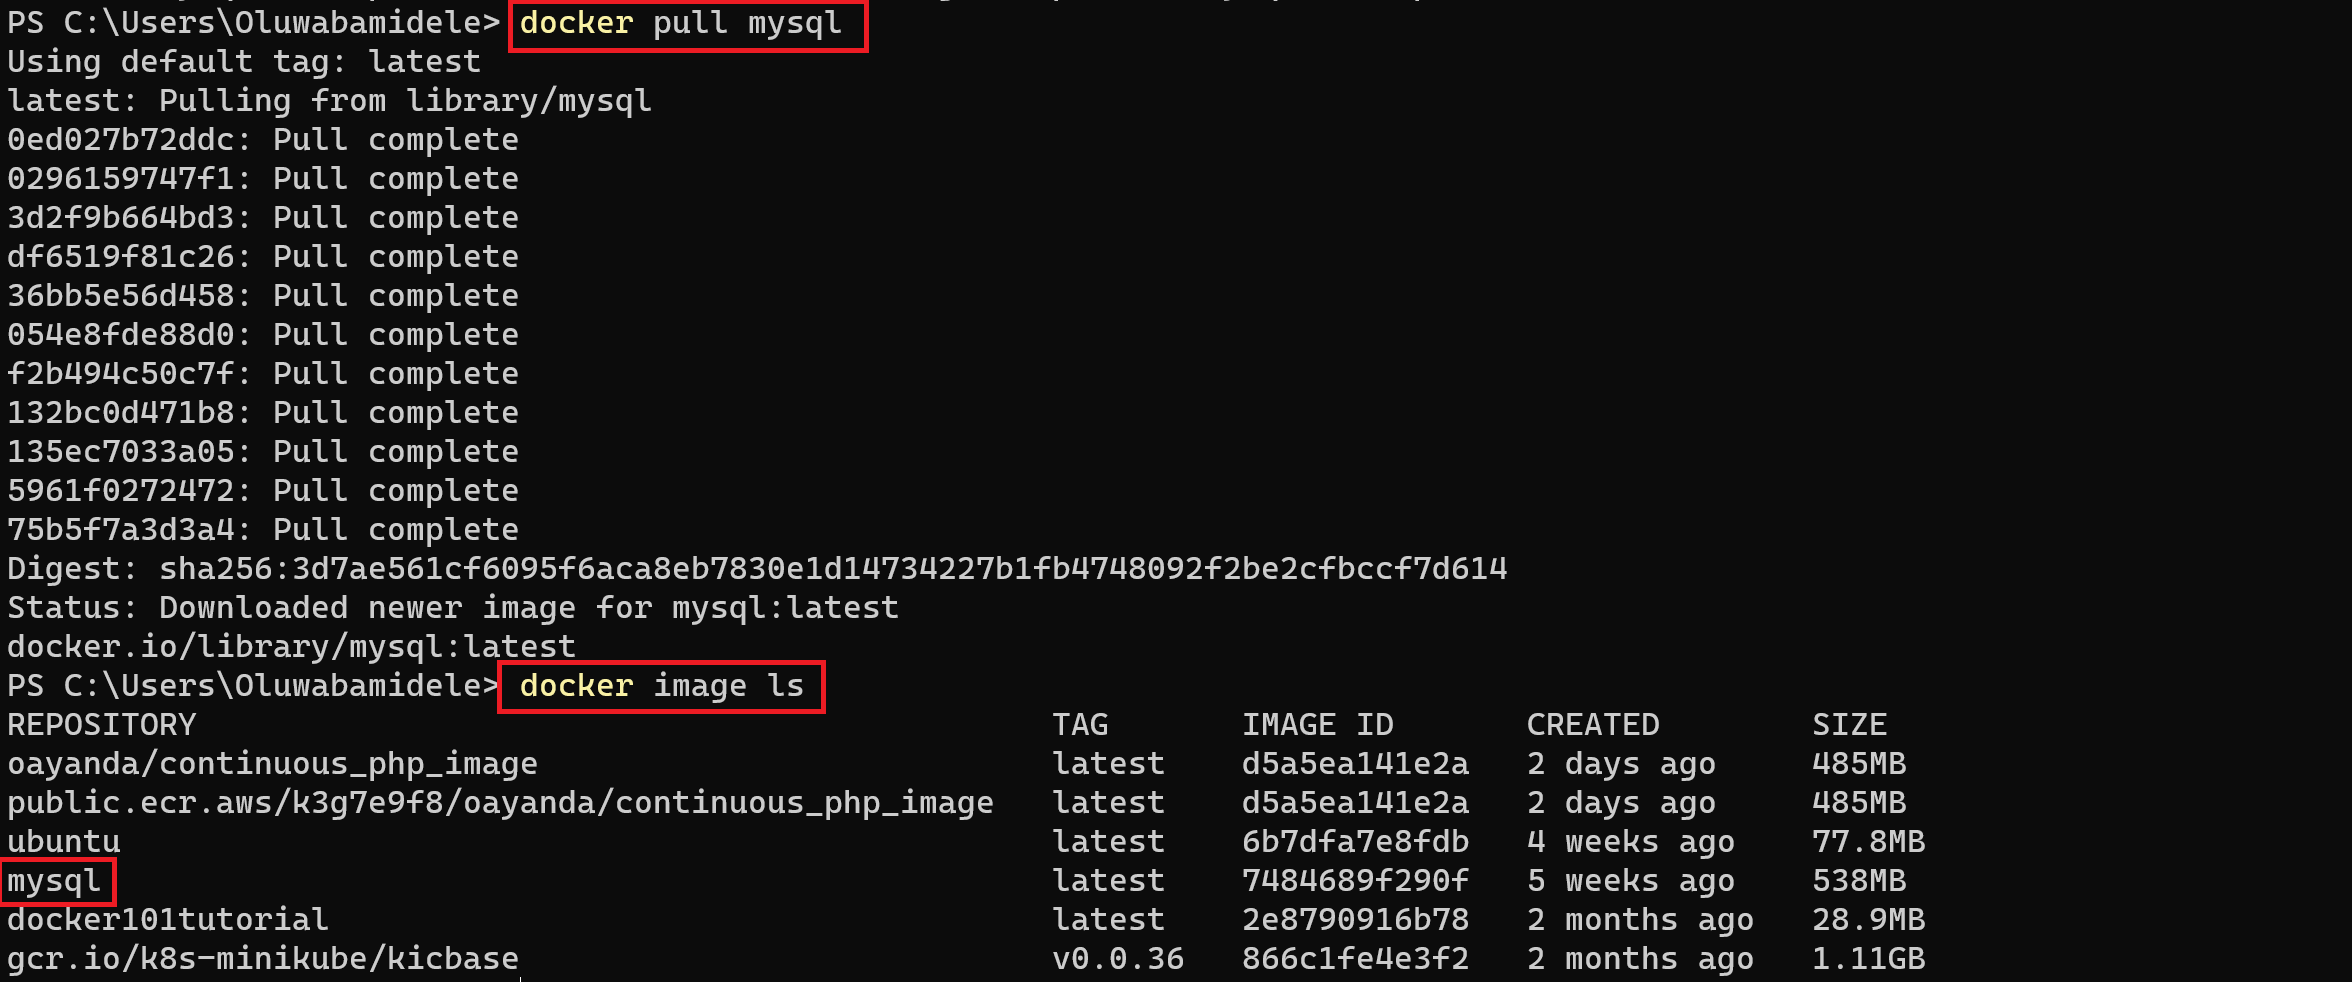 PS C:\Users\Oluwabamidele> docker pull mysql
Using default tag: latest
latest: Pulling from library/mysql
0ed027b72ddc: Pull complete
0296159747f1: Pull complete
3d2f9b664bd3: Pull complete
df6519f81c26: Pull complete
36bb5e56d458: Pull complete
054e8fde88d0: Pull complete
f2b494c50c7f: Pull complete
132bc0d471b8: Pull complete
135ec7033a05: Pull complete
5961f0272472: Pull complete
75b5f7a3d3a4: Pull complete
Digest: sha256:3d7ae561cf6095f6aca8eb7830e1d14734227b1fb4748092f2be2cfbccf7d614
Status: Downloaded newer image for mysql:latest
docker.io/library/mysql:latest
PS C:\Users\Oluwabamidele> docker image ls
REPOSITORY TAG IMAGE ID CREATED SIZE
oayanda/continuous_php_image latest d5a5ea141e2a 2 days ago 485MB
public.ecr.aws/k3g7e9f8/oayanda/continuous_php_image latest d5a5ea141e2a 2 days ago 485MB
ubuntu latest 6b7dfa7e8fdb 4 weeks ago 77.8MB
mysql latest 7484689f290f 5 weeks ago 538MB
docker101tutorial latest 2e8790916b78 2 months ago 28.9MB
gcr.io/k8s-minikube/kicbase v0.0.36 866c1fe4e3f2 2 months ago 1.11GB